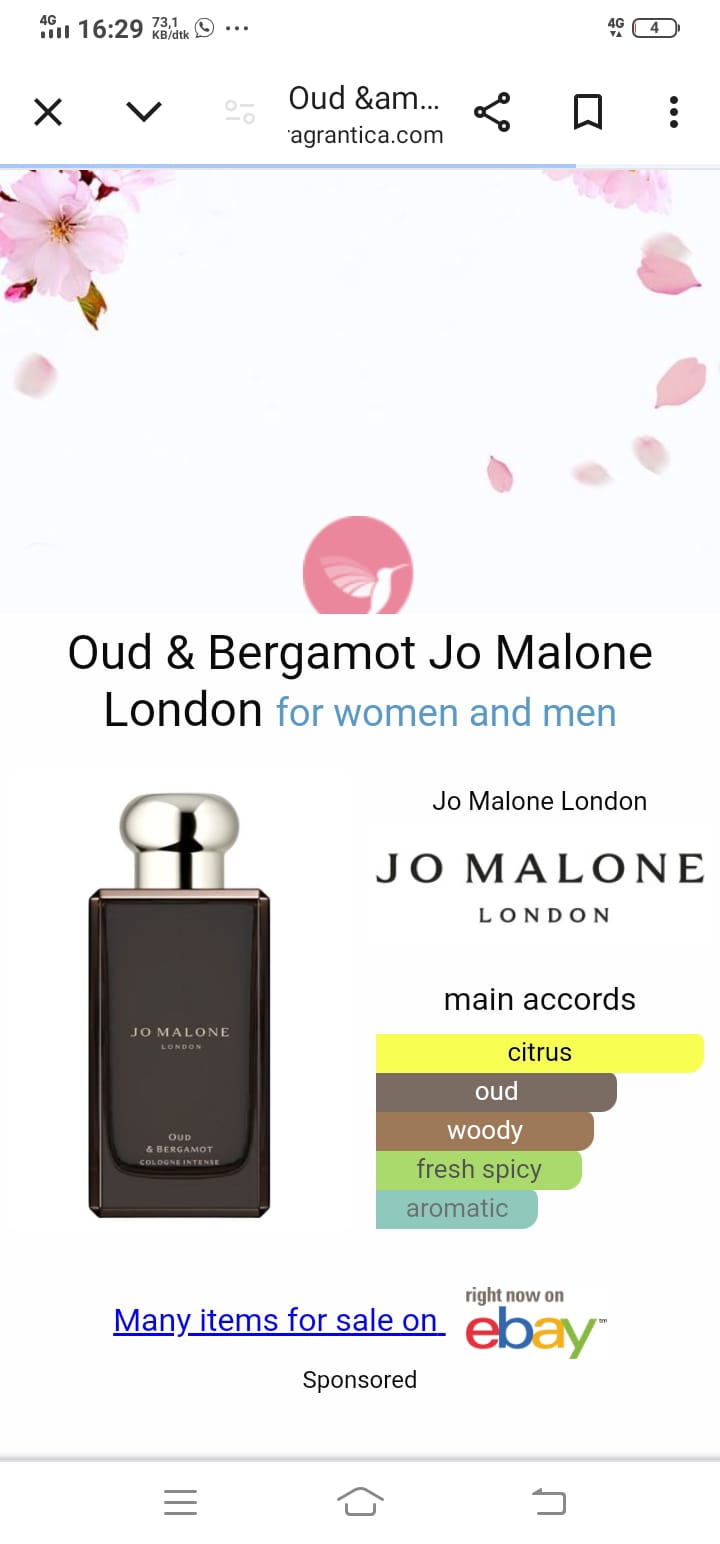 4G 16:29 73,1 KB/dtk ... 4G 4
Oud &am...
ragrantica.com
Oud & Bergamot Jo Malone
London for women and men
Jo Malone London
JO MALONE
LONDON
main accords
citrus
oud
woody
fresh spicy
aromatic
JO MALONE
LONDON
OUD
& BERGAMOT
COLOGNE INTENSE
Many items for sale on
right now on
ebay™
Sponsored